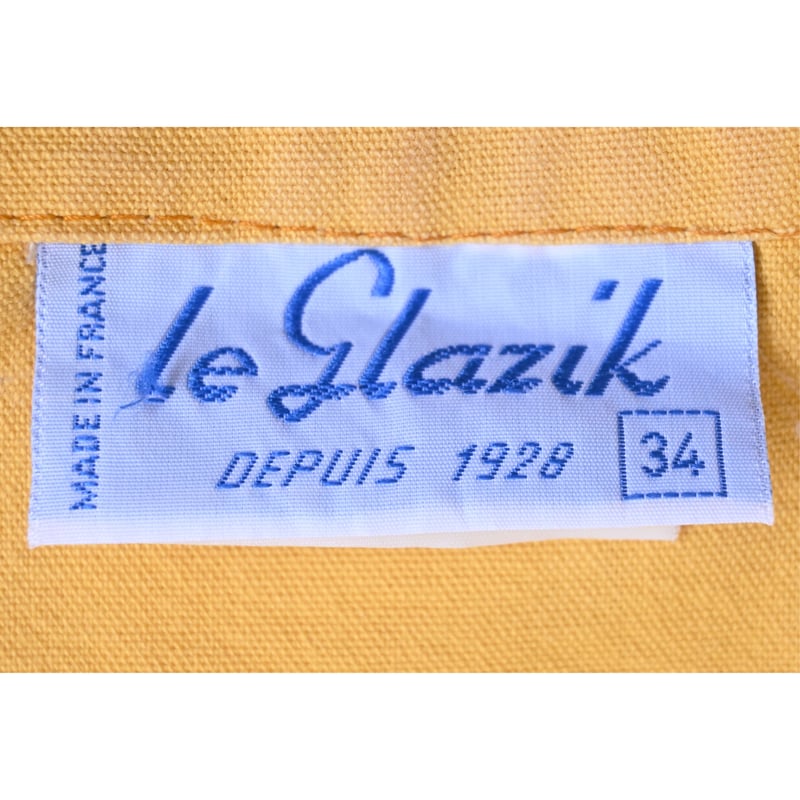 MADE IN FRANCE
le Glazik
DEPUIS 1928
34